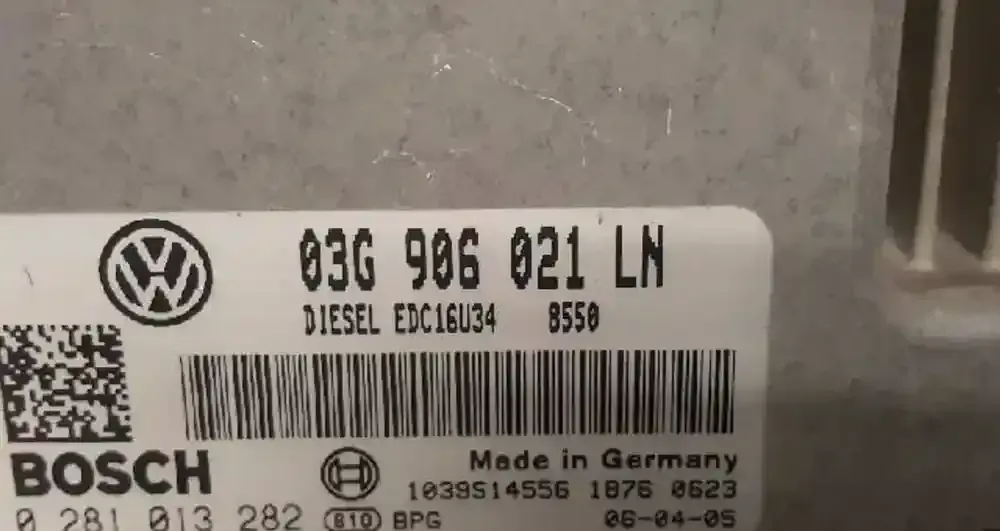 03G 906 021 LN
DIESEL EDC16U34 8550
BOSCH
Made in Germany
1039S14556 1876 0623
0 281 013 282 B10 BPG 06-04-05